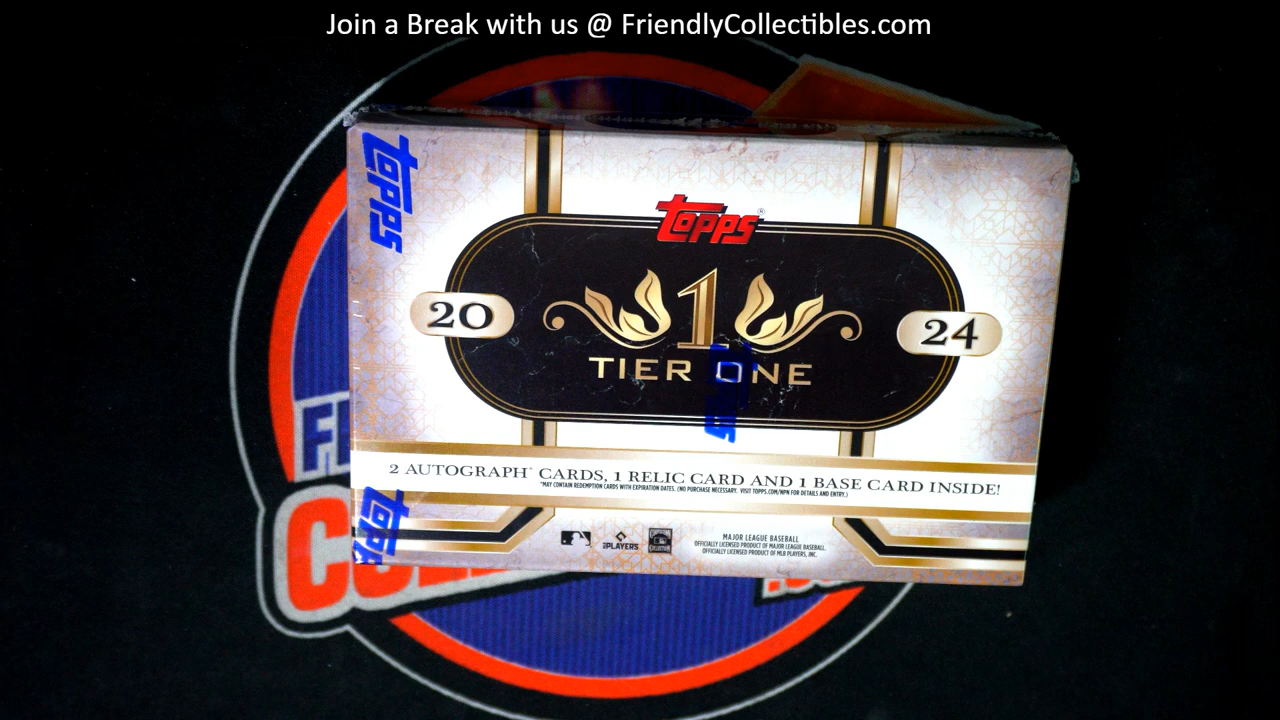 Join a Break with us @ FriendlyCollectibles.com
topps
topps
20
1
24
TIER ONE
topps
2 AUTOGRAPH* CARDS, 1 RELIC CARD AND 1 BASE CARD INSIDE!
*MAY CONTAIN REDEMPTION CARDS WITH EXPIRATION DATES. (NO PURCHASE NECESSARY. VISIT TOPPS.COM/NPN FOR DETAILS AND ENTRY.)
MLB PLAYERS
MAJOR LEAGUE BASEBALL
OFFICIALLY LICENSED PRODUCT OF MAJOR LEAGUE BASEBALL.
OFFICIALLY LICENSED PRODUCT OF MLB PLAYERS, INC.